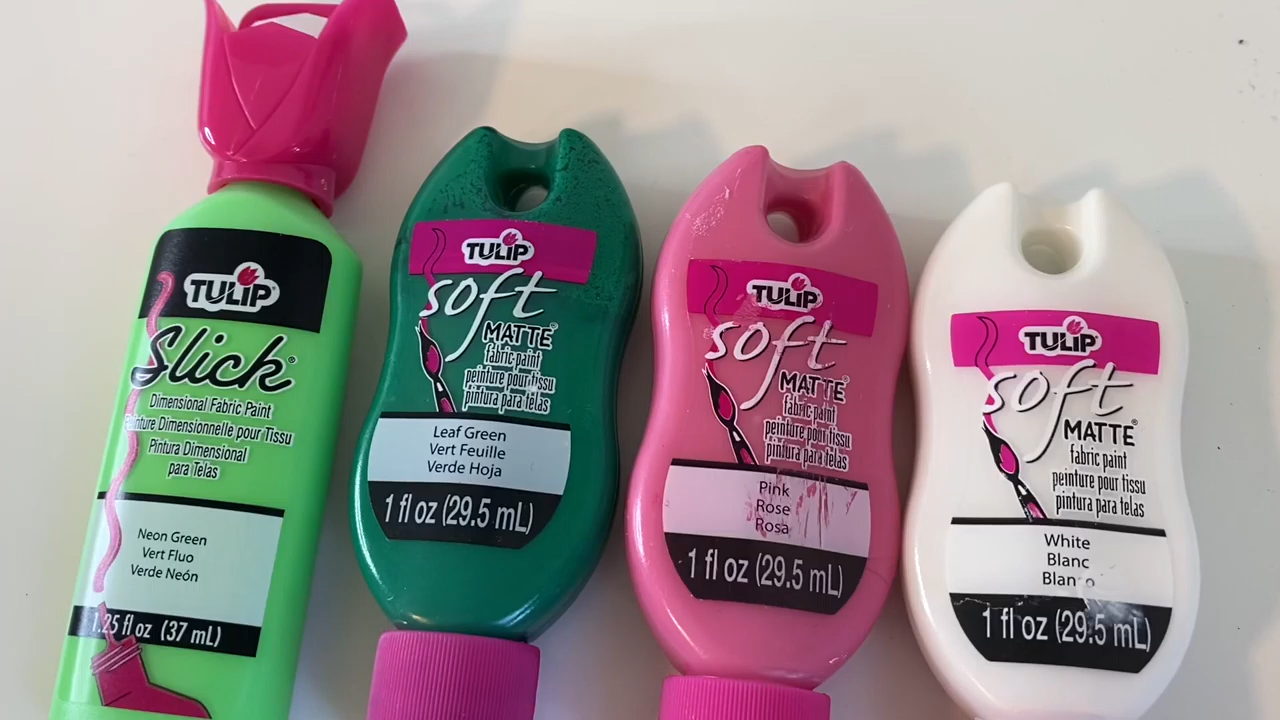 TULIP
Slick®
Dimensional Fabric Paint
Peinture Dimensionnelle pour Tissu
Pintura Dimensional
para Telas
Neon Green
Vert Fluo
Verde Neón
1.25 fl oz (37 mL)
TULIP
soft
MATTE®
fabric paint
peinture pour tissu
pintura para telas
Leaf Green
Vert Feuille
Verde Hoja
1 fl oz (29.5 mL)
TULIP
soft
MATTE®
fabric paint
peinture pour tissu
pintura para telas
Pink
Rose
Rosa
1 fl oz (29.5 mL)
TULIP
soft
MATTE®
fabric paint
peinture pour tissu
pintura para telas
White
Blanc
Blanco
1 fl oz (29.5 mL)